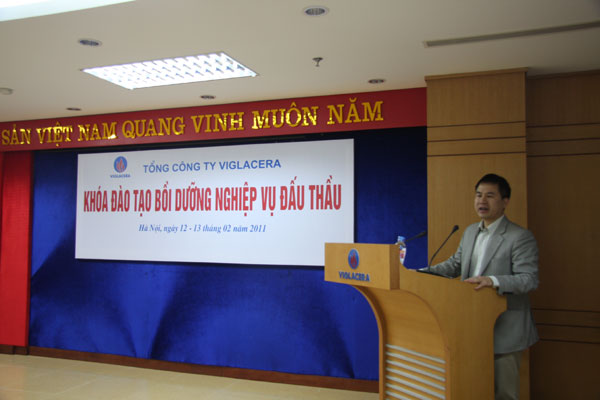 SẢN VIỆT NAM QUANG VINH MUÔN NĂM
VIGLACERA
TỔNG CÔNG TY VIGLACERA
KHÓA ĐÀO TẠO BỒI DƯỠNG NGHIỆP VỤ ĐẤU THẦU
Hà Nội, ngày 12 - 13 tháng 02 năm 2011
VIGLACERA